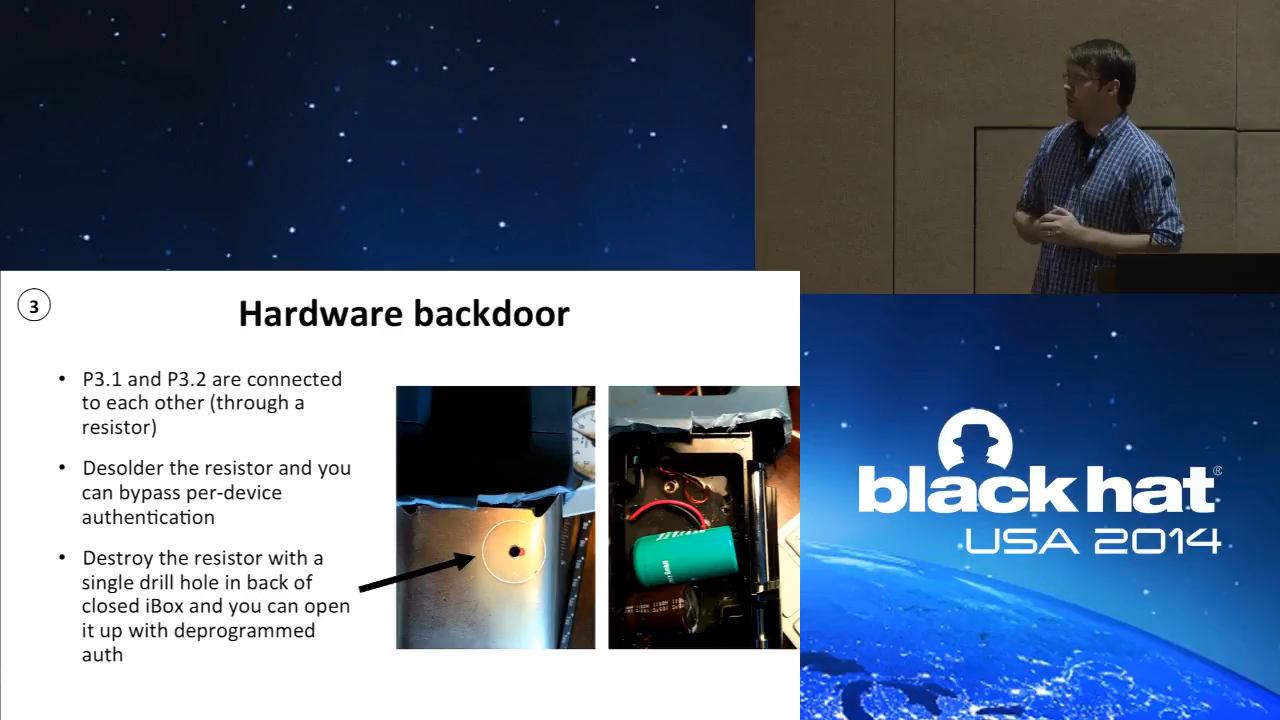 3
Hardware backdoor
• P3.1 and P3.2 are connected
to each other (through a
resistor)
• Desolder the resistor and you
can bypass per-device
authentication
• Destroy the resistor with a
single drill hole in back of
closed iBox and you can open
it up with deprogrammed
auth
black hat®
USA 2014